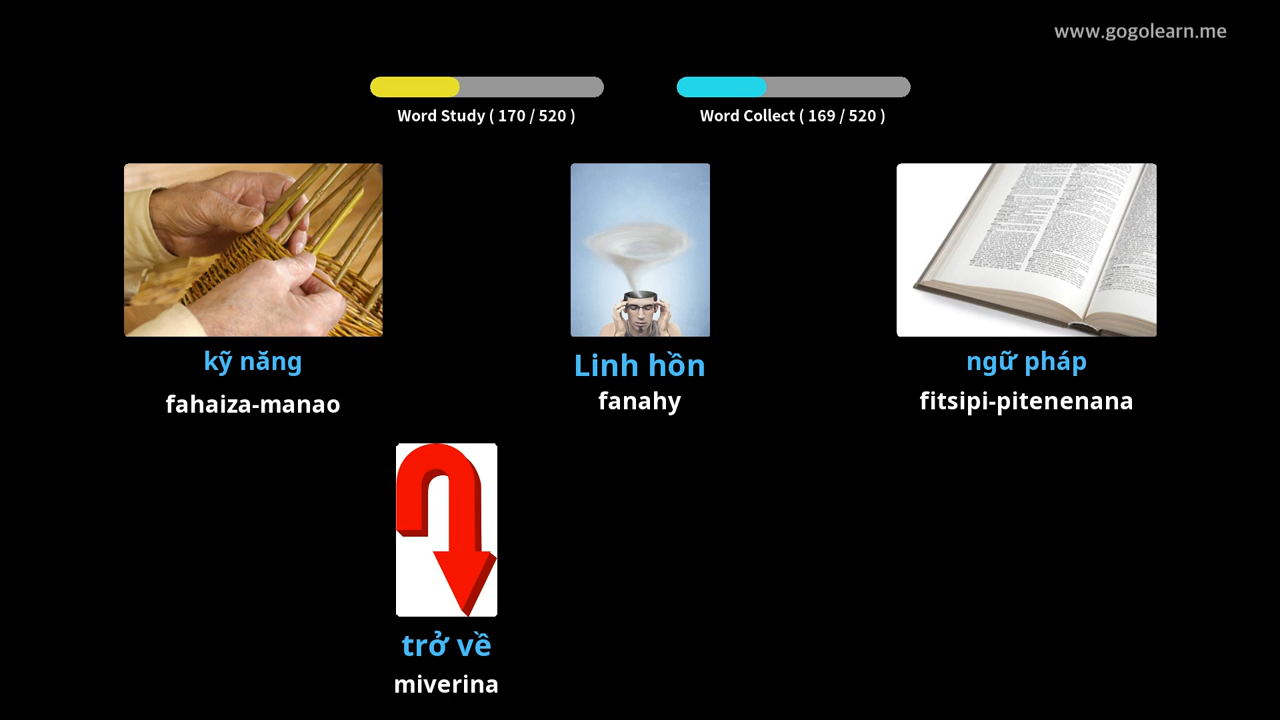 www.gogolearn.me
Word Study ( 170 / 520 )
Word Collect ( 169 / 520 )
kỹ năng
fahaiza-manao
Linh hồn
fanahy
ngữ pháp
fitsipi-pitenenana
trở về
miverina